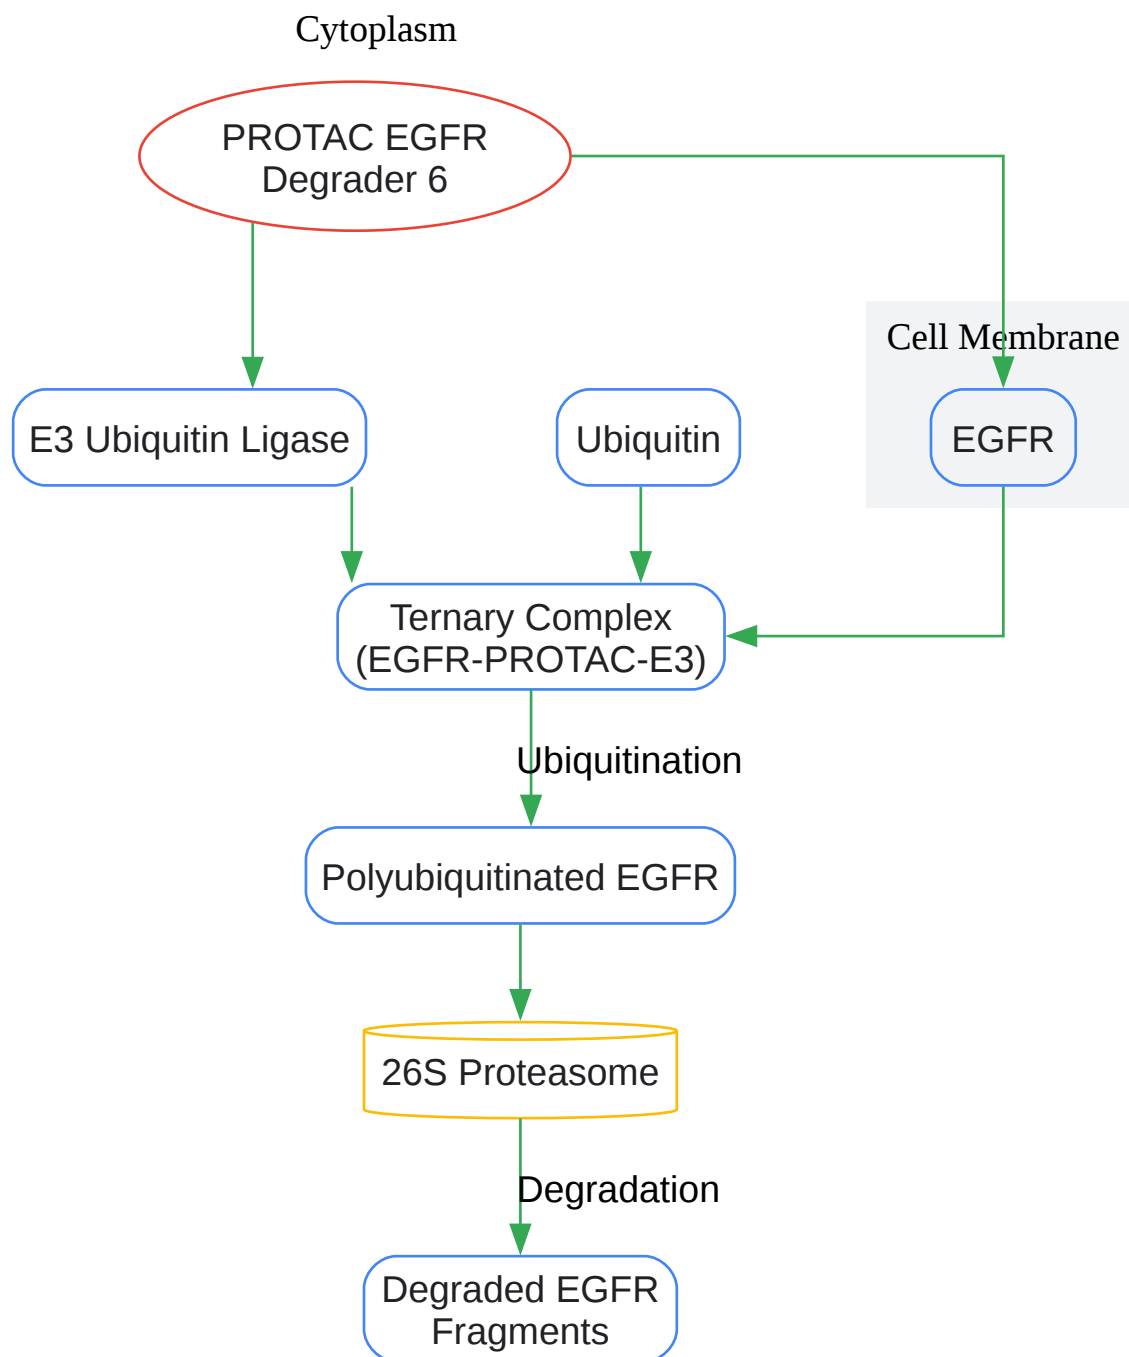 Cytoplasm
PROTAC EGFR
Degrader 6
Cell Membrane
E3 Ubiquitin Ligase
Ubiquitin
EGFR
Ternary Complex
(EGFR-PROTAC-E3)
Ubiquitination
Polyubiquitinated EGFR
26S Proteasome
Degradation
Degraded EGFR
Fragments